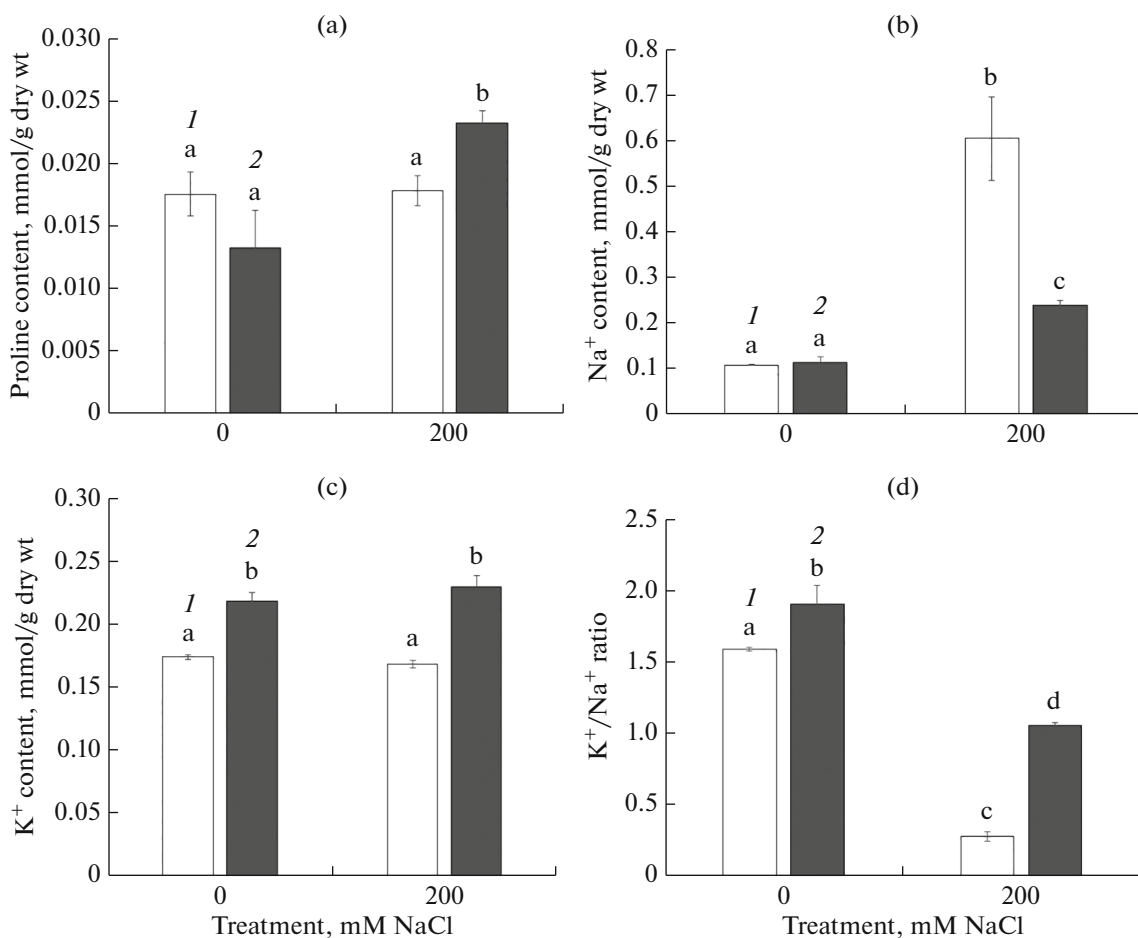 (a)
Proline content, mmol/g dry wt
0.030
0.025
0.020
0.015
0.010
0.005
0
1
a
2
a
a
b
0
200
(b)
Na+ content, mmol/g dry wt
0.8
0.7
0.6
0.5
0.4
0.3
0.2
0.1
0
1
a
2
a
b
c
0
200
(c)
K+ content, mmol/g dry wt
0.30
0.25
0.20
0.15
0.10
0.05
0
1
a
2
b
a
b
0
200
Treatment, mM NaCl
(d)
K+/Na+ ratio
2.5
2.0
1.5
1.0
0.5
0
1
a
2
b
c
d
0
200
Treatment, mM NaCl